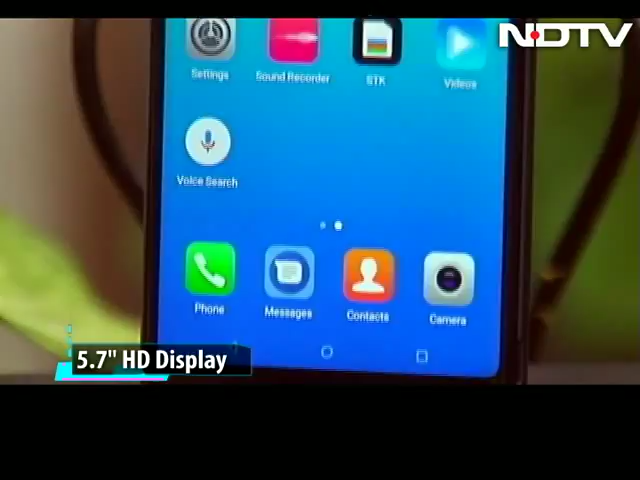 NDTV
Settings
Sound Recorder
STK
Videos
Voice Search
Phone
Messages
Contacts
Camera
5.7" HD Display